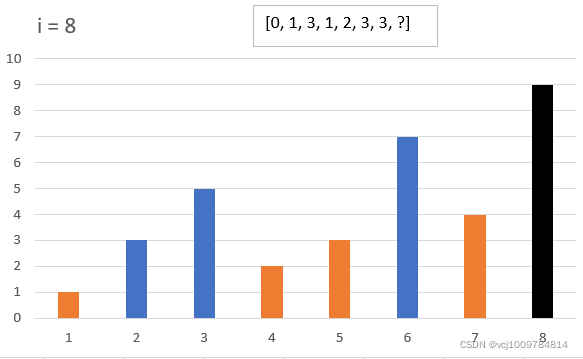 i = 8
[0, 1, 3, 1, 2, 3, 3, ?]
10
9
8
7
6
5
4
3
2
1
0
1 2 3 4 5 6 7 8
CSDN @vcj1009784814